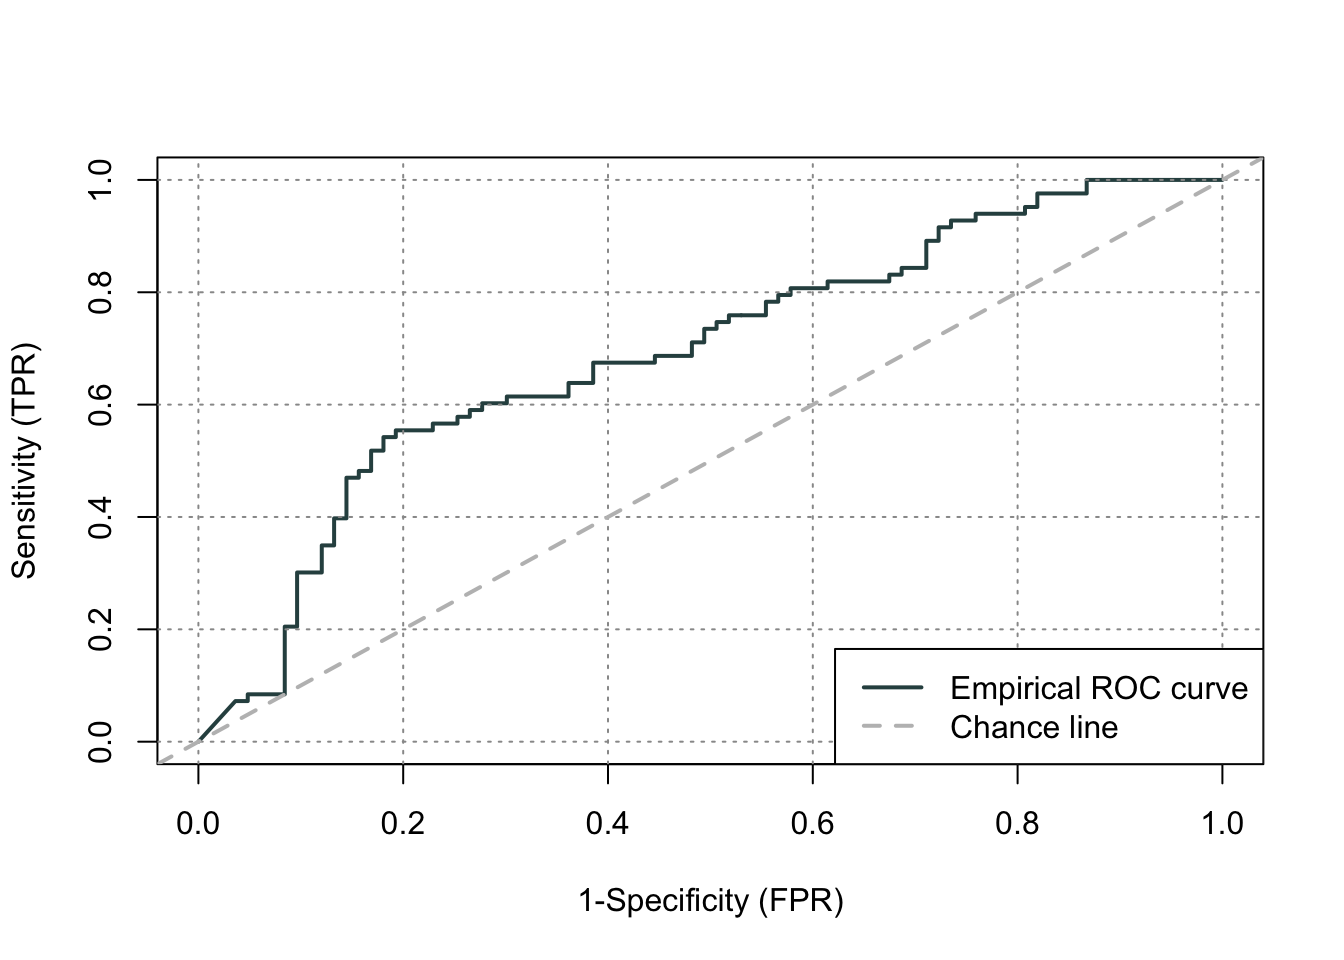 1.0
0.8
0.6
0.4
0.2
0.0
Sensitivity (TPR)
Empirical ROC curve
Chance line
0.0 0.2 0.4 0.6 0.8 1.0
1-Specificity (FPR)